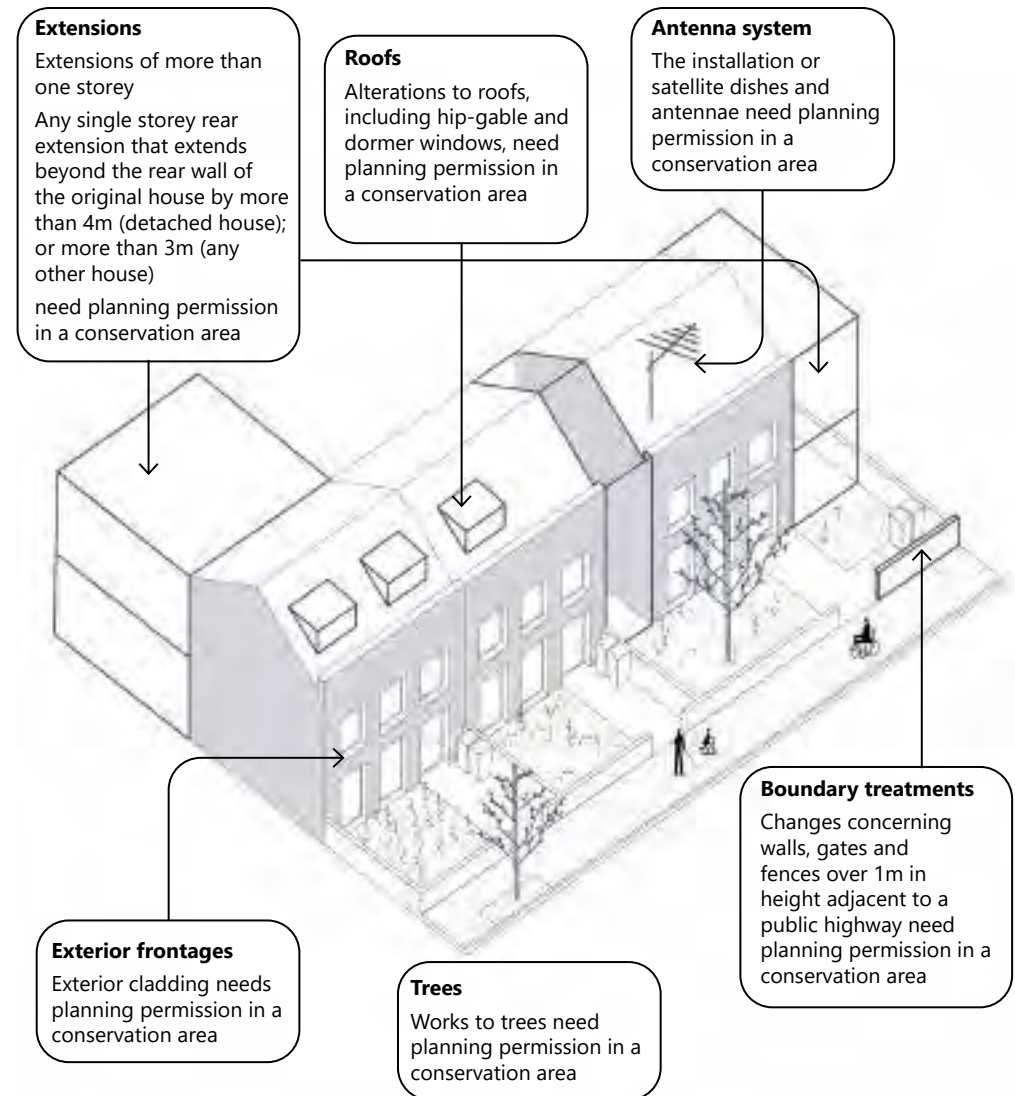 Extensions
Extensions of more than
one storey
Any single storey rear
extension that extends
beyond the rear wall of
the original house by more
than 4m (detached house);
or more than 3m (any
other house)
need planning permission
in a conservation area
Roofs
Alterations to roofs,
including hip-gable and
dormer windows, need
planning permission in
a conservation area
Antenna system
The installation or
satellite dishes and
antennae need planning
permission in a
conservation area
Exterior frontages
Exterior cladding needs
planning permission in a
conservation area
Trees
Works to trees need
planning permission in a
conservation area
Boundary treatments
Changes concerning
walls, gates and
fences over 1m in
height adjacent to a
public highway need
planning permission in a
conservation area